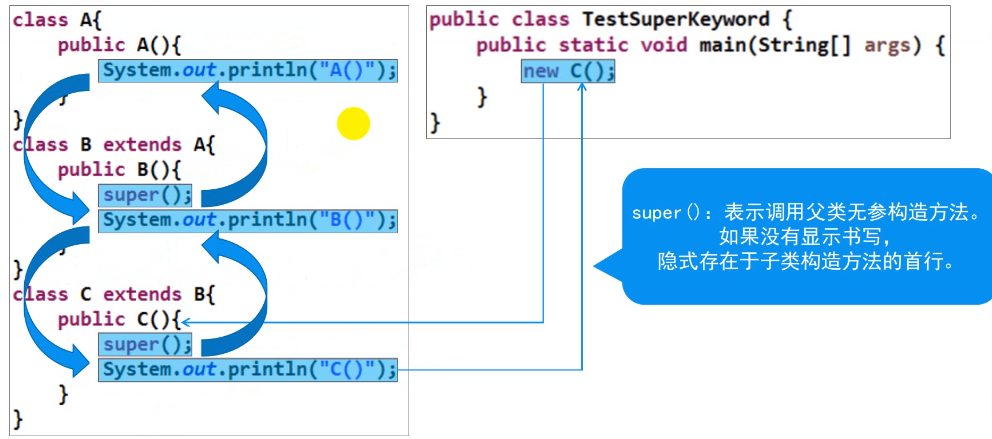 class A{
public A(){
System.out.println("A()");
}
}
class B extends A{
public B(){
super();
System.out.println("B()");
}
}
class C extends B{
public C(){
super();
System.out.println("C()");
}
}
public class TestSuperKeyword {
public static void main(String[] args) {
new C();
}
}
super()：表示调用父类无参构造方法。
如果没有显示书写，
隐式存在于子类构造方法的首行。